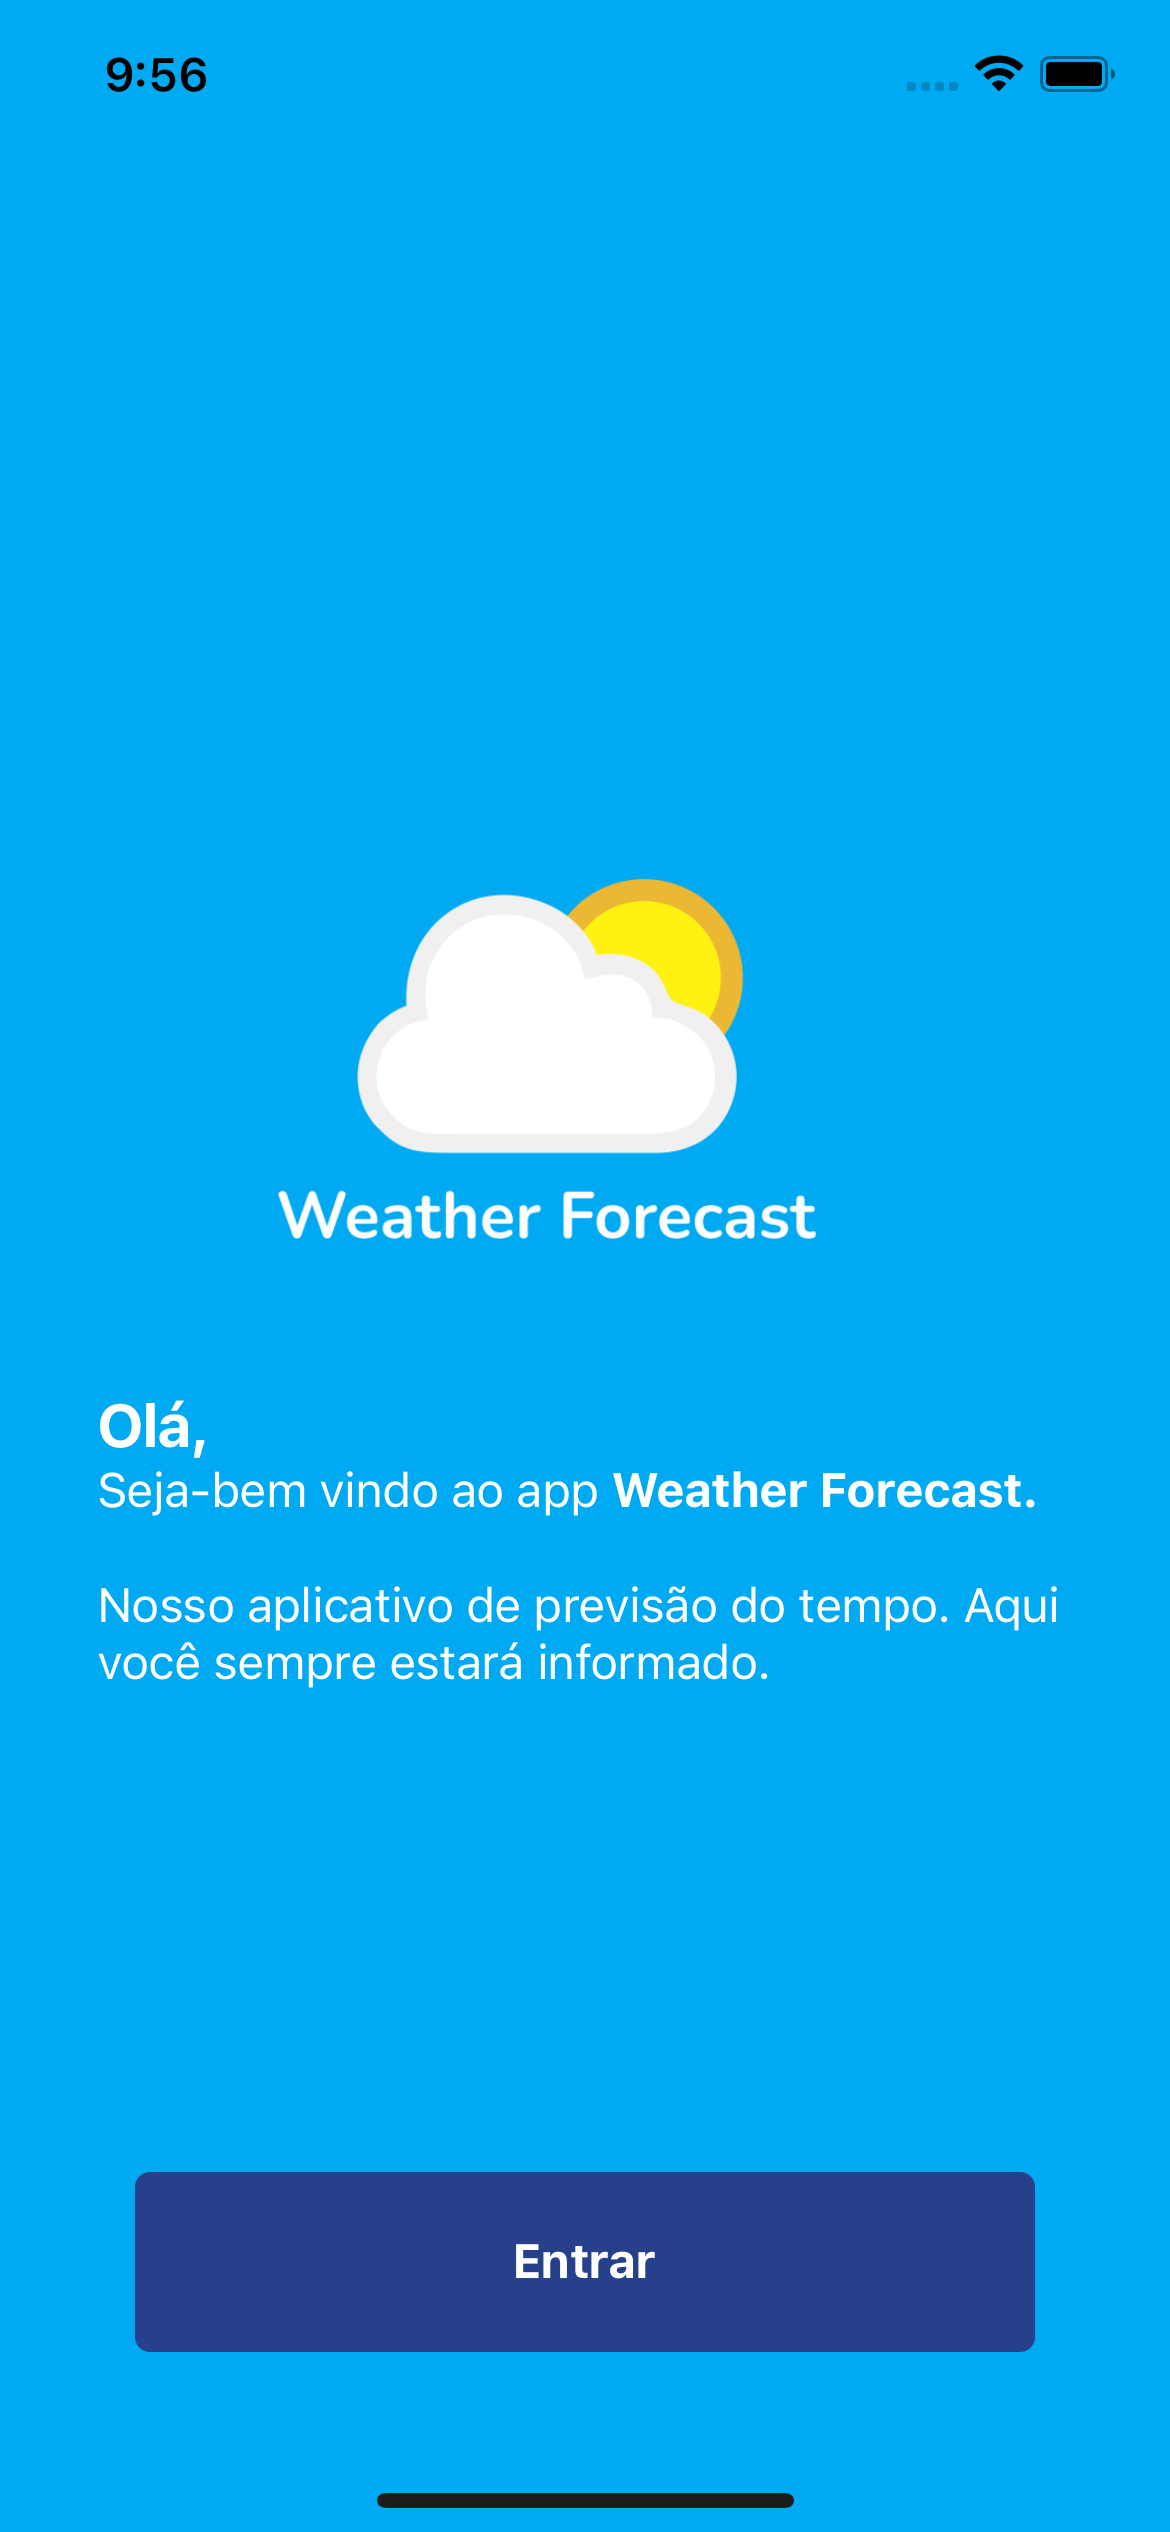 9:56
Weather Forecast
Olá,
Seja-bem vindo ao app Weather Forecast.
Nosso aplicativo de previsão do tempo. Aqui
você sempre estará informado.
Entrar